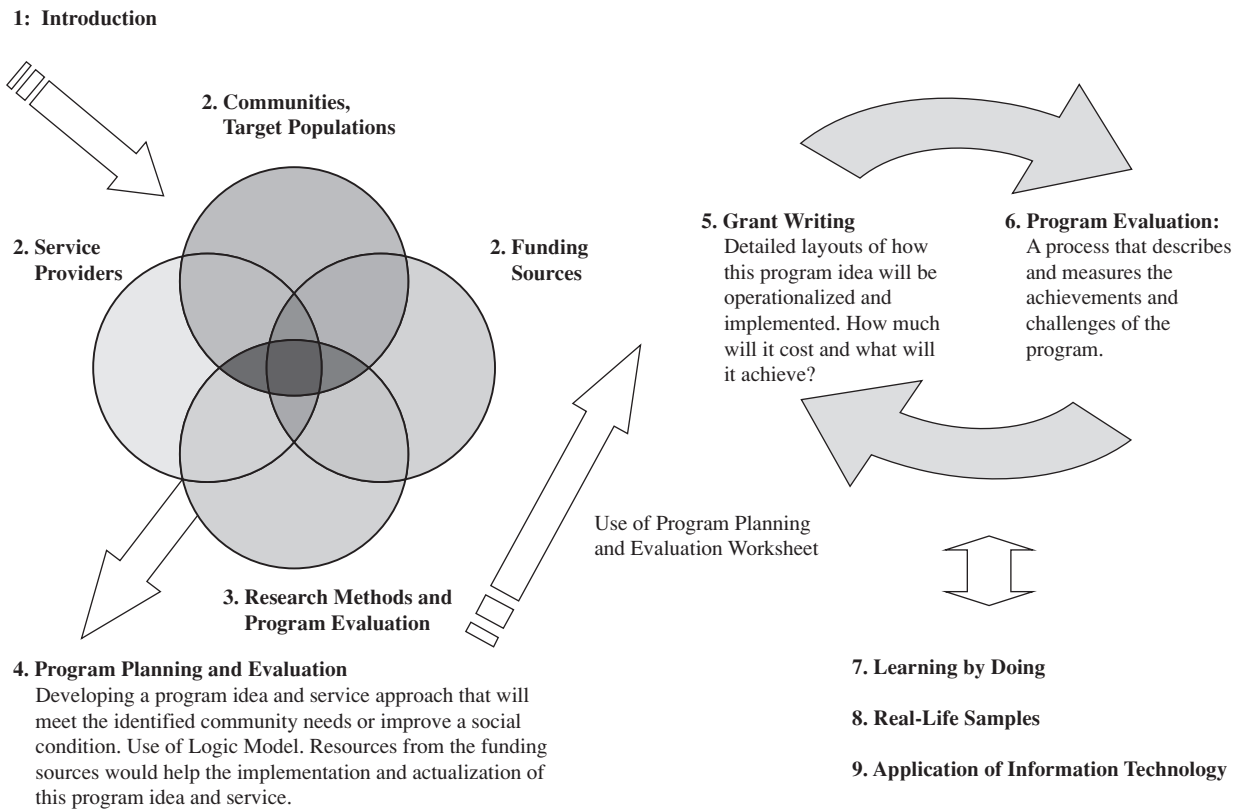 1: Introduction
2. Communities,
Target Populations
2. Service
Providers
2. Funding
Sources
3. Research Methods and
Program Evaluation
4. Program Planning and Evaluation
Developing a program idea and service approach that will
meet the identified community needs or improve a social
condition. Use of Logic Model. Resources from the funding
sources would help the implementation and actualization of
this program idea and service.
Use of Program Planning
and Evaluation Worksheet
5. Grant Writing
Detailed layouts of how
this program idea will be
operationalized and
implemented. How much
will it cost and what will
it achieve?
6. Program Evaluation:
A process that describes
and measures the
achievements and
challenges of the
program.
7. Learning by Doing
8. Real-Life Samples
9. Application of Information Technology